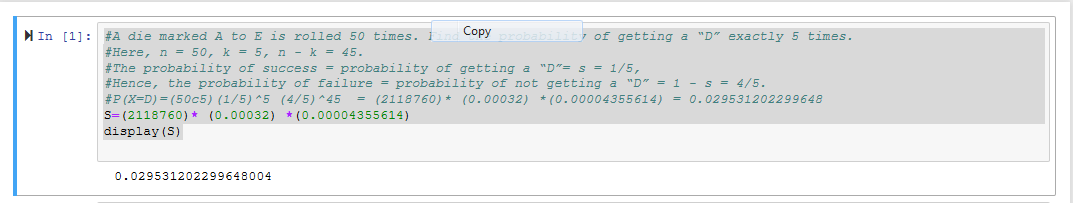 In [1]:
#A die marked A to E is rolled 50 times. Find the probability of getting a “D” exactly 5 times.
Copy
#Here, n = 50, k = 5, n - k = 45.
#The probability of success = probability of getting a “D”= s = 1/5,
#Hence, the probability of failure = probability of not getting a “D” = 1 - s = 4/5.
#P(X=D)=(50c5)(1/5)^5 (4/5)^45  = (2118760)* (0.00032) *(0.00004355614) = 0.029531202299648
S=(2118760)* (0.00032) *(0.00004355614)
display(S)
0.029531202299648004